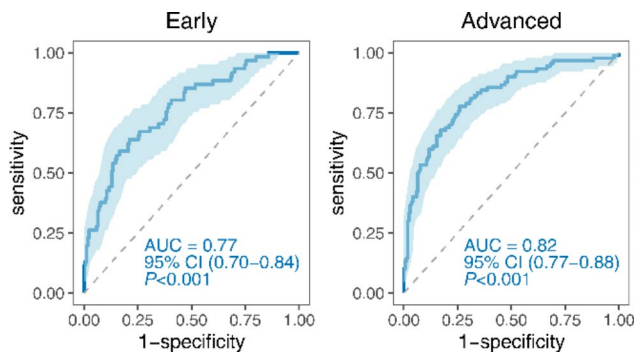 Early
Advanced
sensitivity
1.00
0.75
0.50
0.25
0.00
AUC = 0.77
95% CI (0.70–0.84)
P<0.001
0.00 0.25 0.50 0.75 1.00
1−specificity
sensitivity
1.00
0.75
0.50
0.25
0.00
AUC = 0.82
95% CI (0.77–0.88)
P<0.001
0.00 0.25 0.50 0.75 1.00
1−specificity